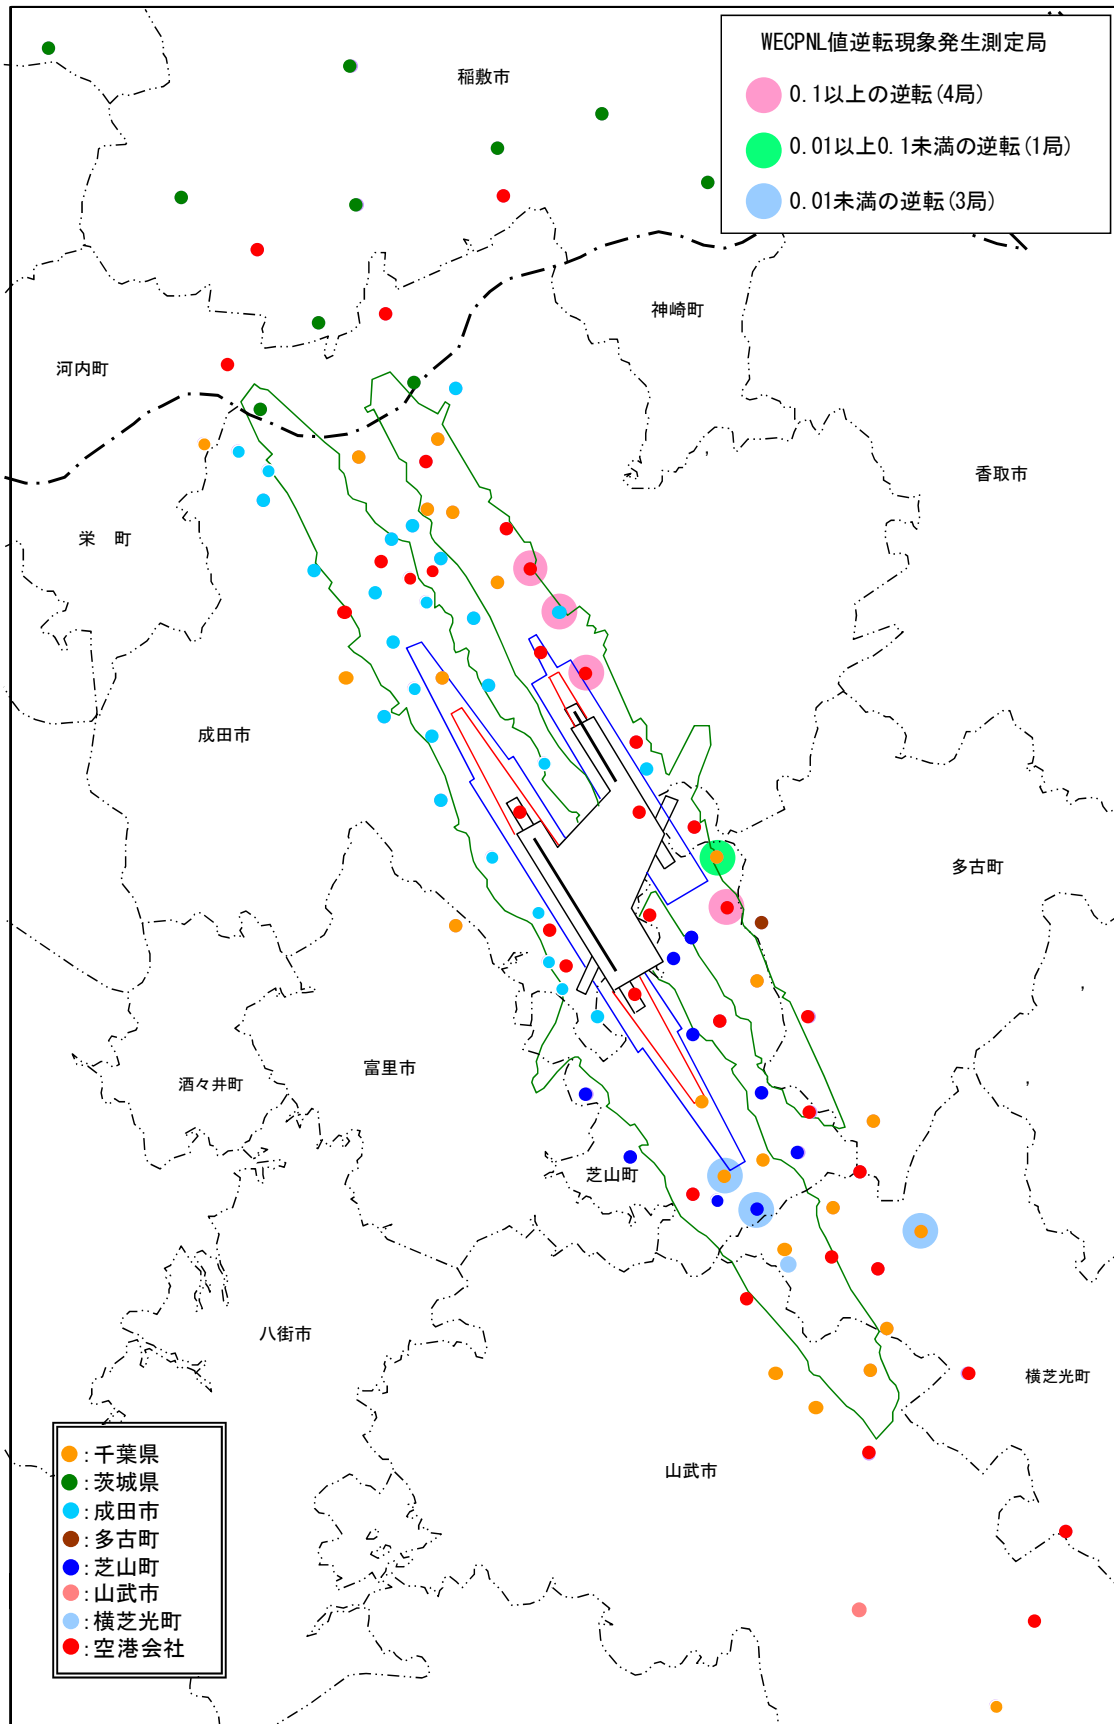 WECPNL値逆転現象発生測定局
0.1以上の逆転(4局)
0.01以上0.1未満の逆転(1局)
0.01未満の逆転(3局)
稲敷市
神崎町
河内町
香取市
栄　町
成田市
多古町
富里市
酒々井町
芝山町
八街市
横芝光町
山武市
:千葉県
:茨城県
:成田市
:多古町
:芝山町
:山武市
:横芝光町
:空港会社